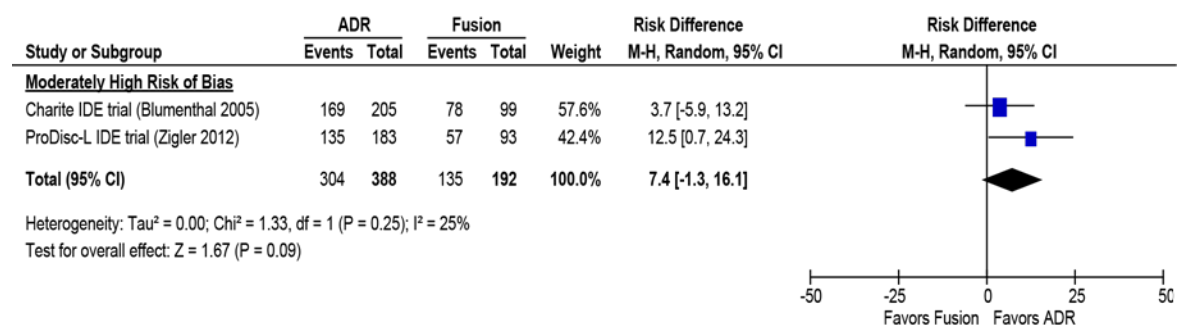 ADR Fusion Risk Difference Risk Difference
Study or Subgroup Events Total Events Total Weight M-H, Random, 95% CI M-H, Random, 95% CI
Moderately High Risk of Bias
Charite IDE trial (Blumenthal 2005) 169 205 78 99 57.6% 3.7 [-5.9, 13.2]
ProDisc-L IDE trial (Zigler 2012) 135 183 57 93 42.4% 12.5 [0.7, 24.3]
Total (95% CI) 304 388 135 192 100.0% 7.4 [-1.3, 16.1]
Heterogeneity: Tau² = 0.00; Chi² = 1.33, df = 1 (P = 0.25); I² = 25%
Test for overall effect: Z = 1.67 (P = 0.09)
-50 -25 0 25 50
Favors Fusion Favors ADR